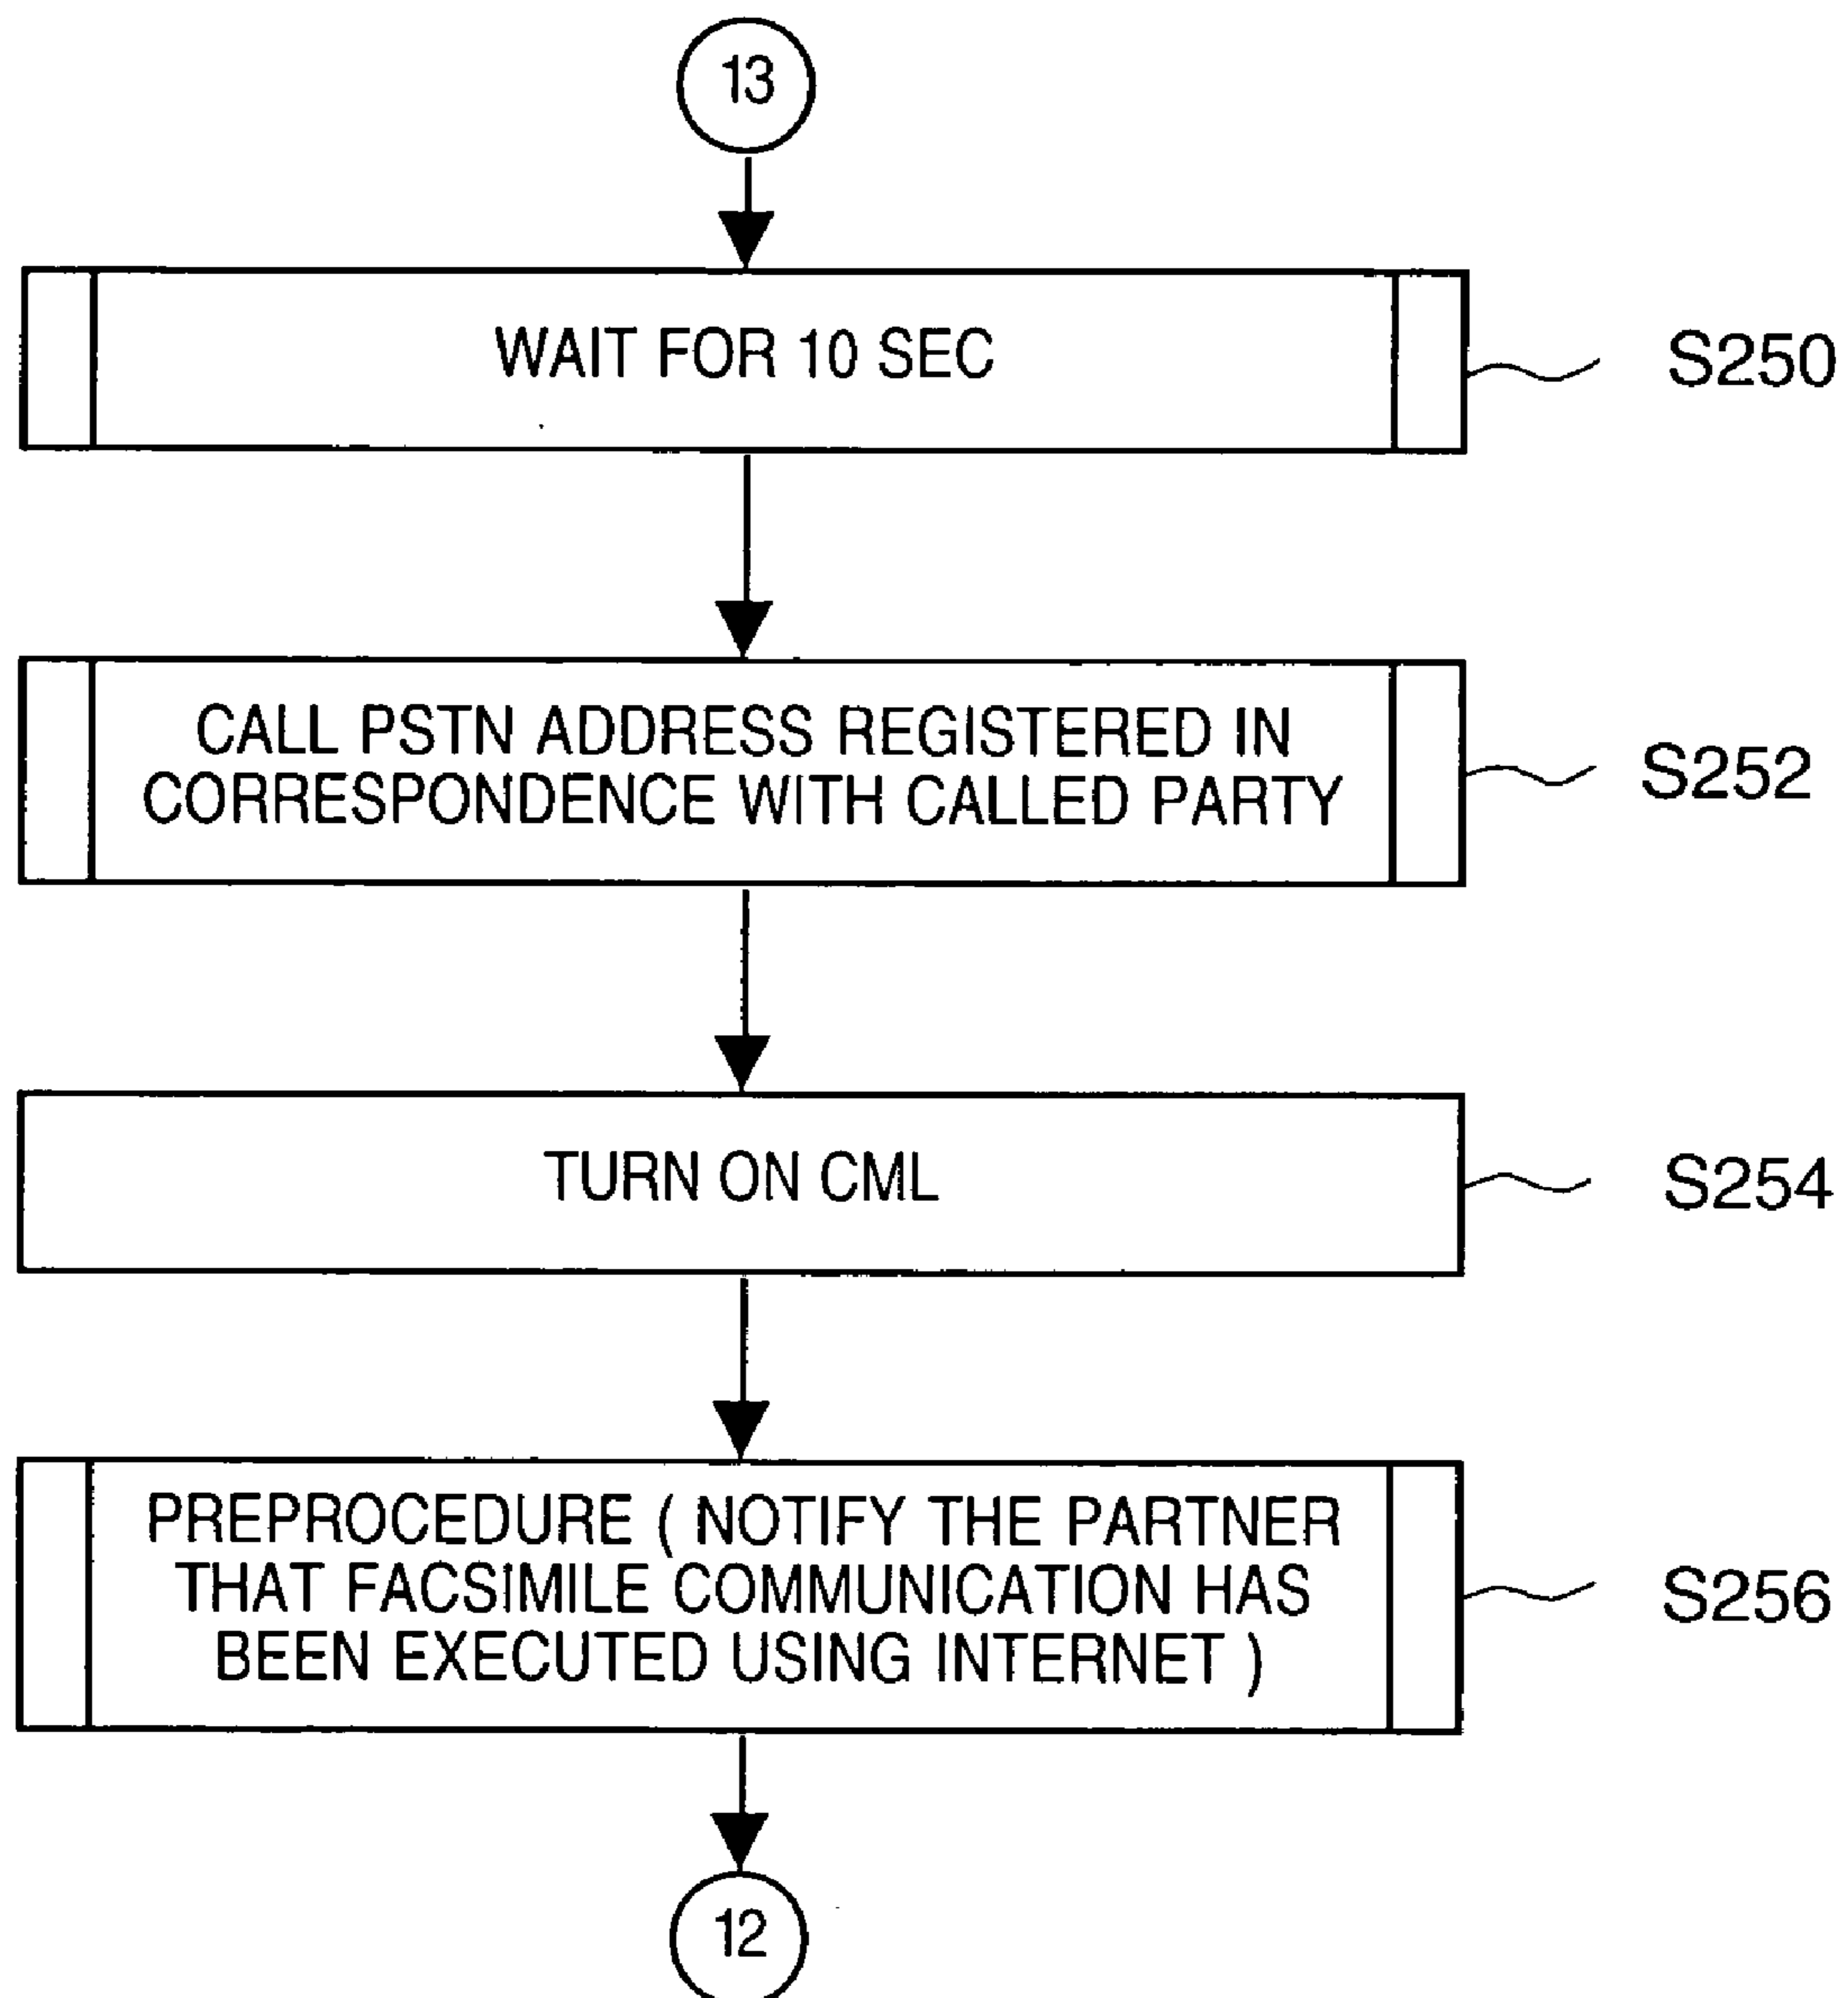 13
WAIT FOR 10 SEC
S250
CALL PSTN ADDRESS REGISTERED IN
CORRESPONDENCE WITH CALLED PARTY
S252
TURN ON CML
S254
PREPROCEDURE ( NOTIFY THE PARTNER
THAT FACSIMILE COMMUNICATION HAS
BEEN EXECUTED USING INTERNET )
S256
12